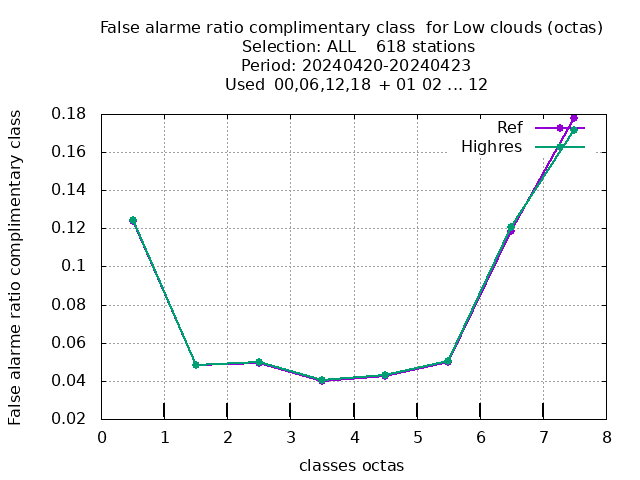 False alarme ratio complimentary class  for Low clouds (octas)
Selection: ALL    618 stations
Period: 20240420-20240423
Used  00,06,12,18 + 01 02 ... 12
False alarme ratio complimentary class
0.18
0.16
0.14
0.12
0.1
0.08
0.06
0.04
0.02
Ref
Highres
0 1 2 3 4 5 6 7 8
classes octas